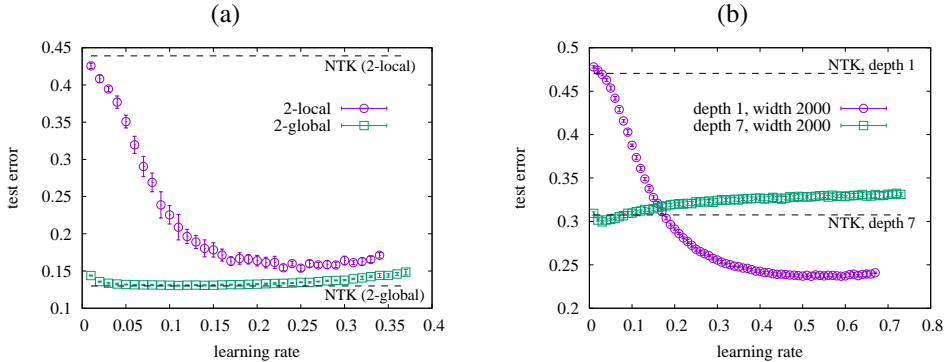 (a)
test error
0.45
0.4
0.35
0.3
0.25
0.2
0.15
0.1
0
0.05
0.1
0.15
0.2
0.25
0.3
0.35
0.4
learning rate
NTK (2-local)
2-local
2-global
NTK (2-global)
(b)
test error
0.5
0.45
0.4
0.35
0.3
0.25
0.2
0
0.1
0.2
0.3
0.4
0.5
0.6
0.7
0.8
learning rate
NTK, depth 1
depth 1, width 2000
depth 7, width 2000
NTK, depth 7